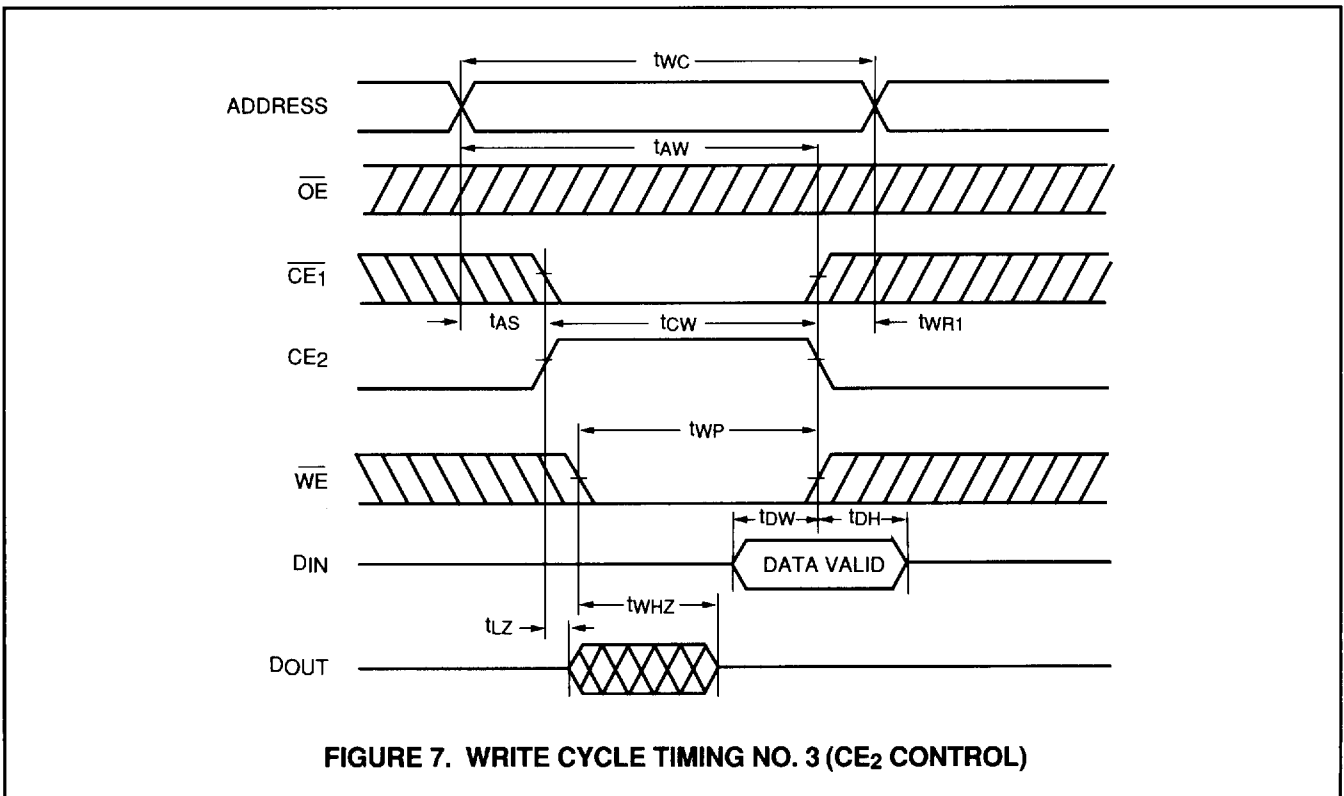 tWC
ADDRESS
tAW
OE
CE1
tAS
tCW
tWR1
CE2
tWP
WE
tDW
tDH
DIN
DATA VALID
tWHZ
tLZ
DOUT
FIGURE 7. WRITE CYCLE TIMING NO. 3 (CE2 CONTROL)